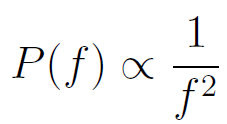 P(f) ∝ 1/f²